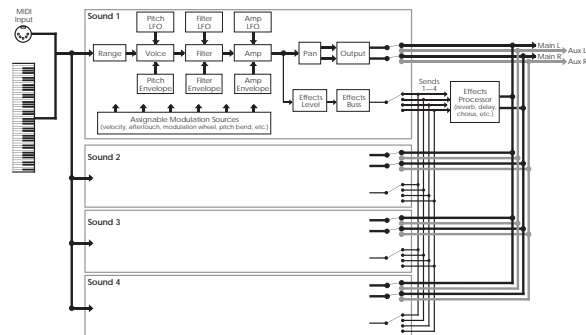 MIDI
Input
Sound 1
Pitch
LFO
Filter
LFO
Amp
LFO
Range
Voice
Filter
Amp
Pan
Output
Pitch
Envelope
Filter
Envelope
Amp
Envelope
Effects
Level
Effects
Buss
Assignable Modulation Sources
(velocity, aftertouch, modulation wheel, pitch bend, etc.)
Sends
1—4
Effects
Processor
(reverb, delay,
chorus, etc.)
Main L
Aux L
Main R
Aux R
Sound 2
Sound 3
Sound 4